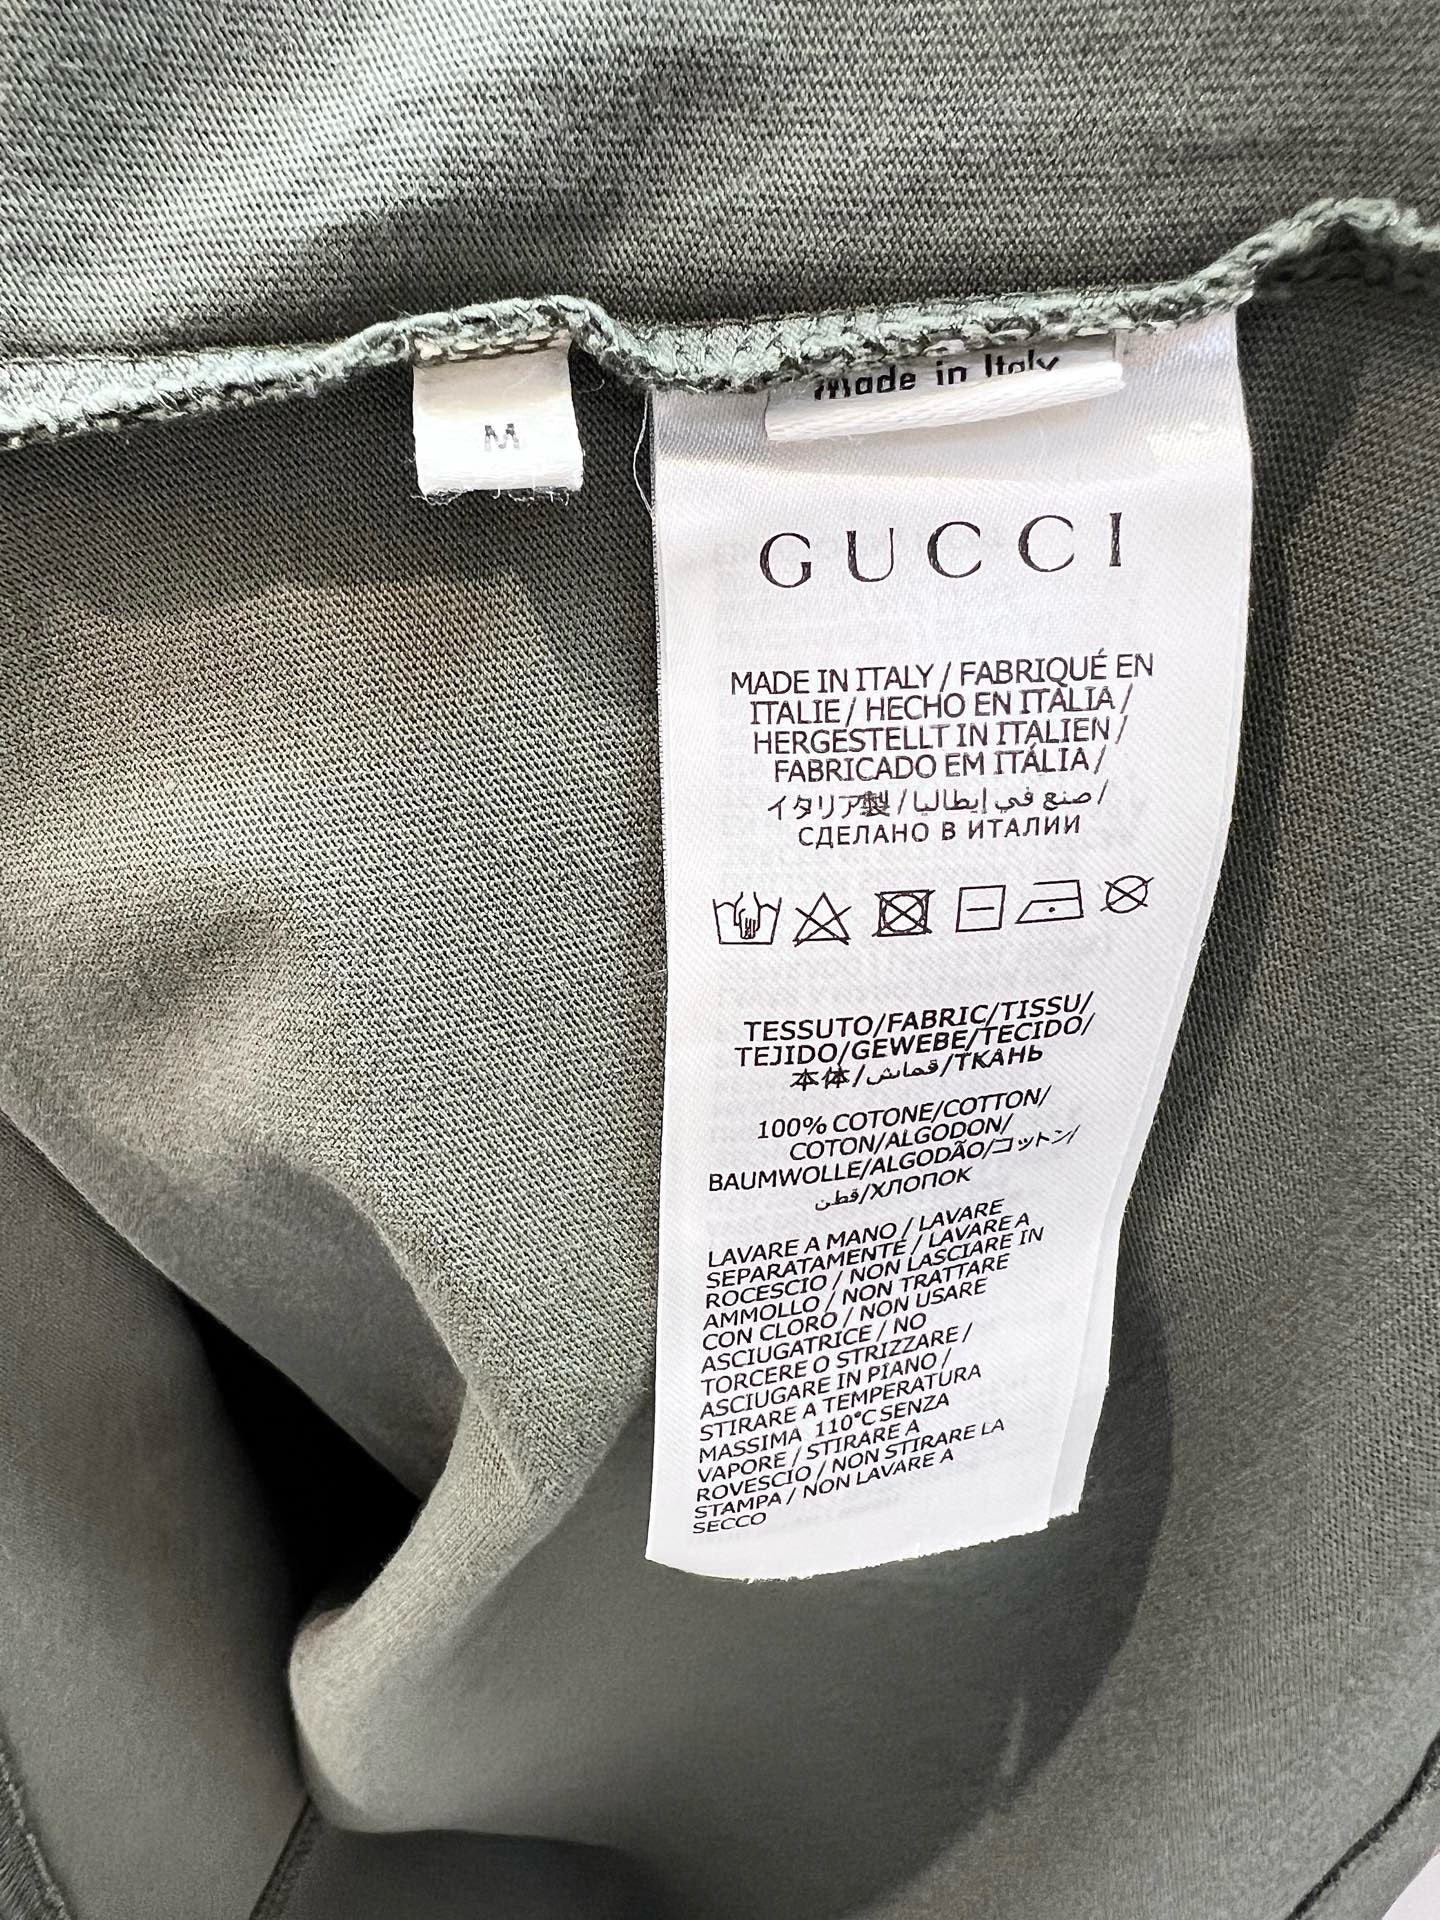 M
made in Italy
GUCCI
MADE IN ITALY / FABRIQUÉ EN
ITALIE / HECHO EN ITALIA /
HERGESTELLT IN ITALIEN /
FABRICADO EM ITÁLIA /
イタリア製 / صنع في إيطاليا /
СДЕЛАНО В ИТАЛИИ
TESSUTO/FABRIC/TISSU/
TEJIDO/GEWEBE/TECIDO/
本体/قماش/ТКАНЬ
100% COTONE/COTTON/
COTON/ALGODON/
BAUMWOLLE/ALGODÃO/コットン/
قطن/ХЛОПОК
LAVARE A MANO / LAVARE
SEPARATAMENTE / LAVARE A
ROCESCIO / NON LASCIARE IN
AMMOLLO / NON TRATTARE
CON CLORO / NON USARE
ASCIUGATRICE / NO
TORCERE O STRIZZARE /
ASCIUGARE IN PIANO /
STIRARE A TEMPERATURA
MASSIMA 110°C SENZA
VAPORE / STIRARE A
ROVESCIO / NON STIRARE LA
STAMPA / NON LAVARE A
SECCO